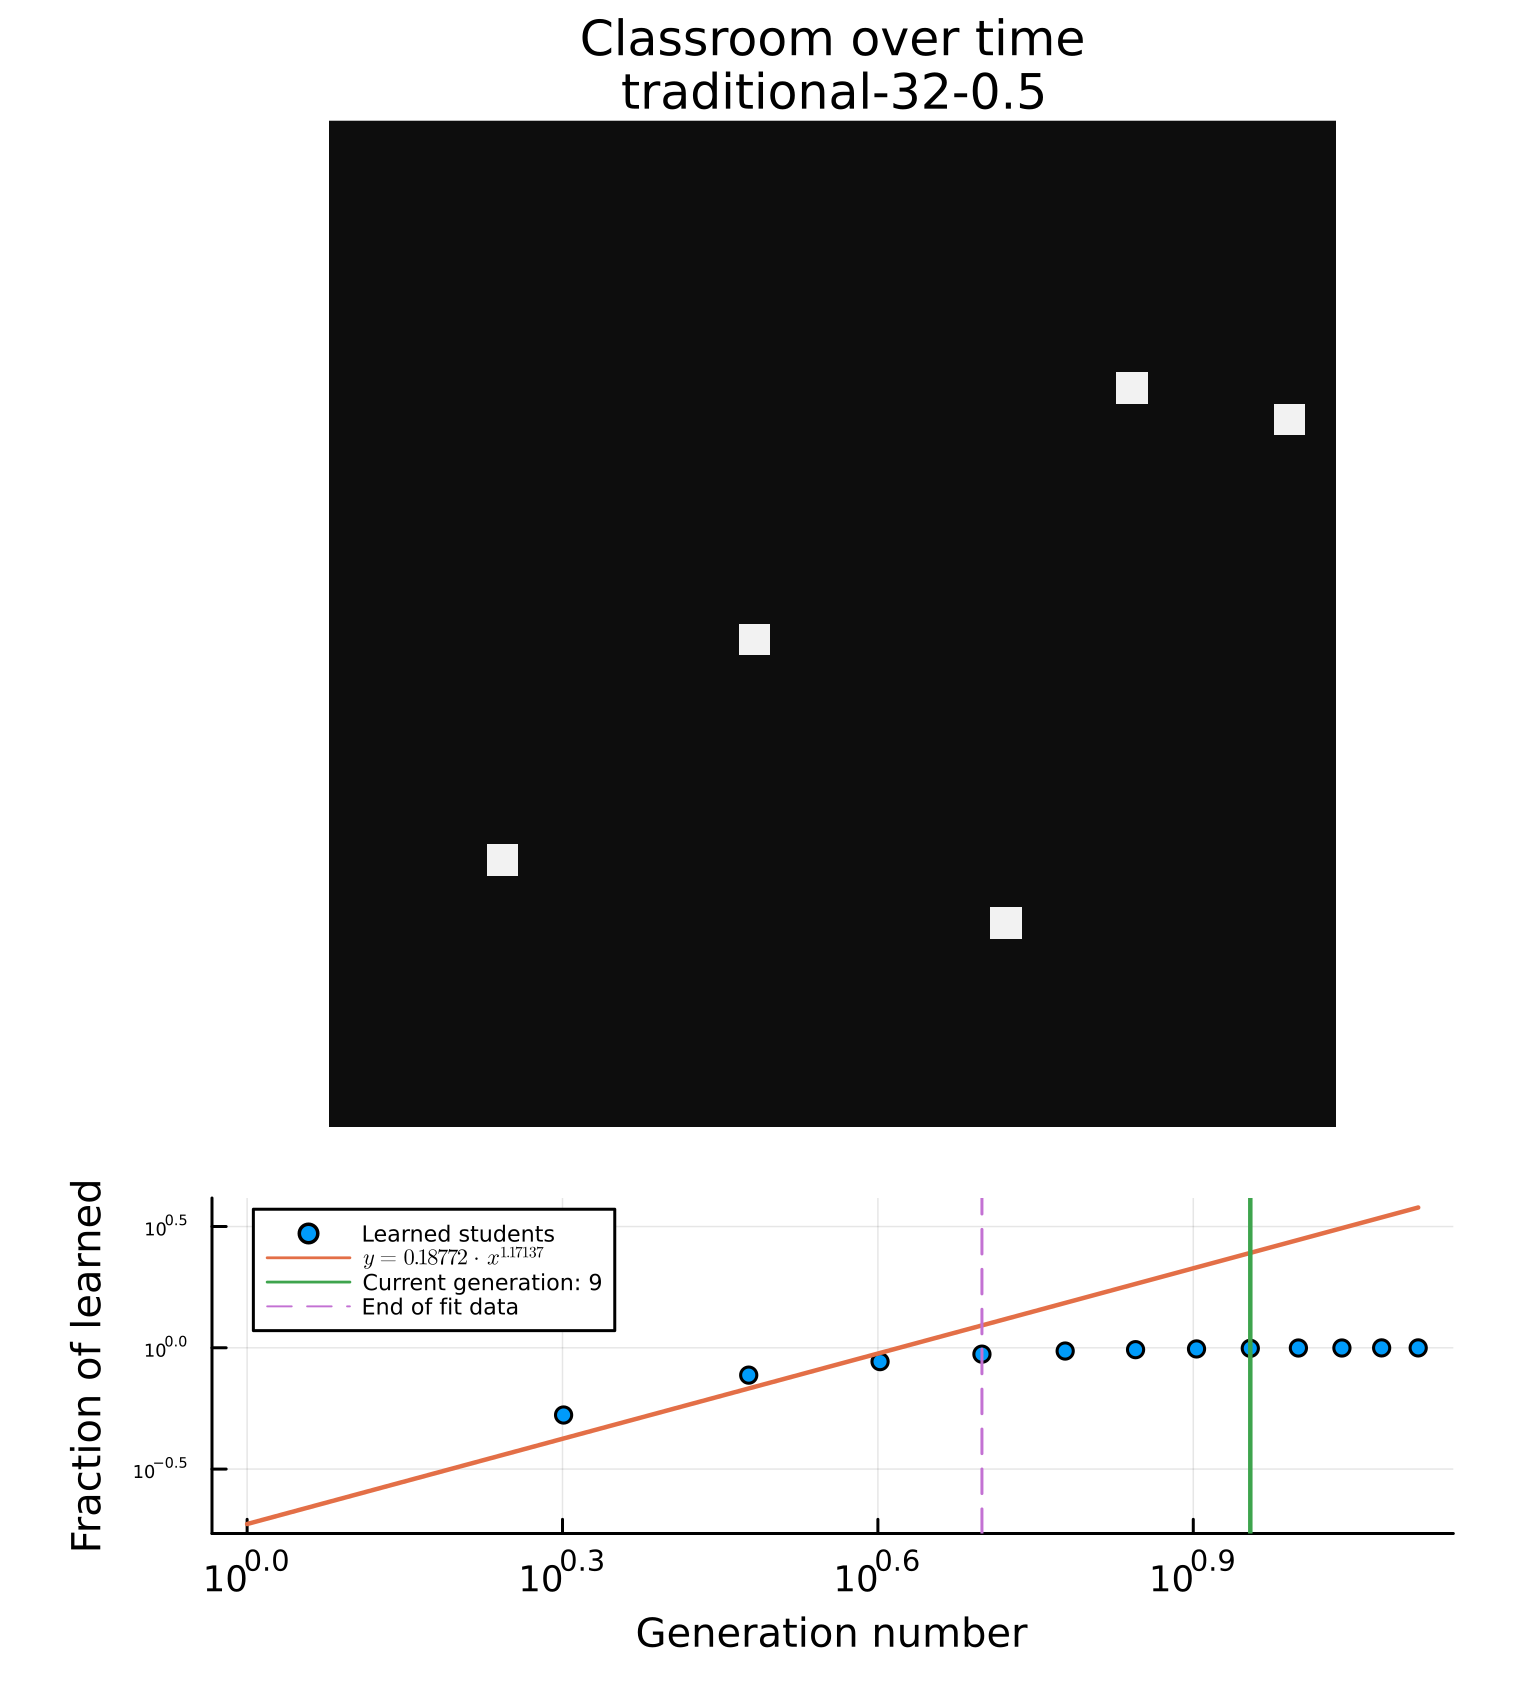 Classroom over time
traditional-32-0.5
Fraction of learned
10^0.5
10^0.0
10^−0.5
Learned students
y = 0.18772 · x^1.17137
Current generation: 9
End of fit data
10^0.0 10^0.3 10^0.6 10^0.9
Generation number